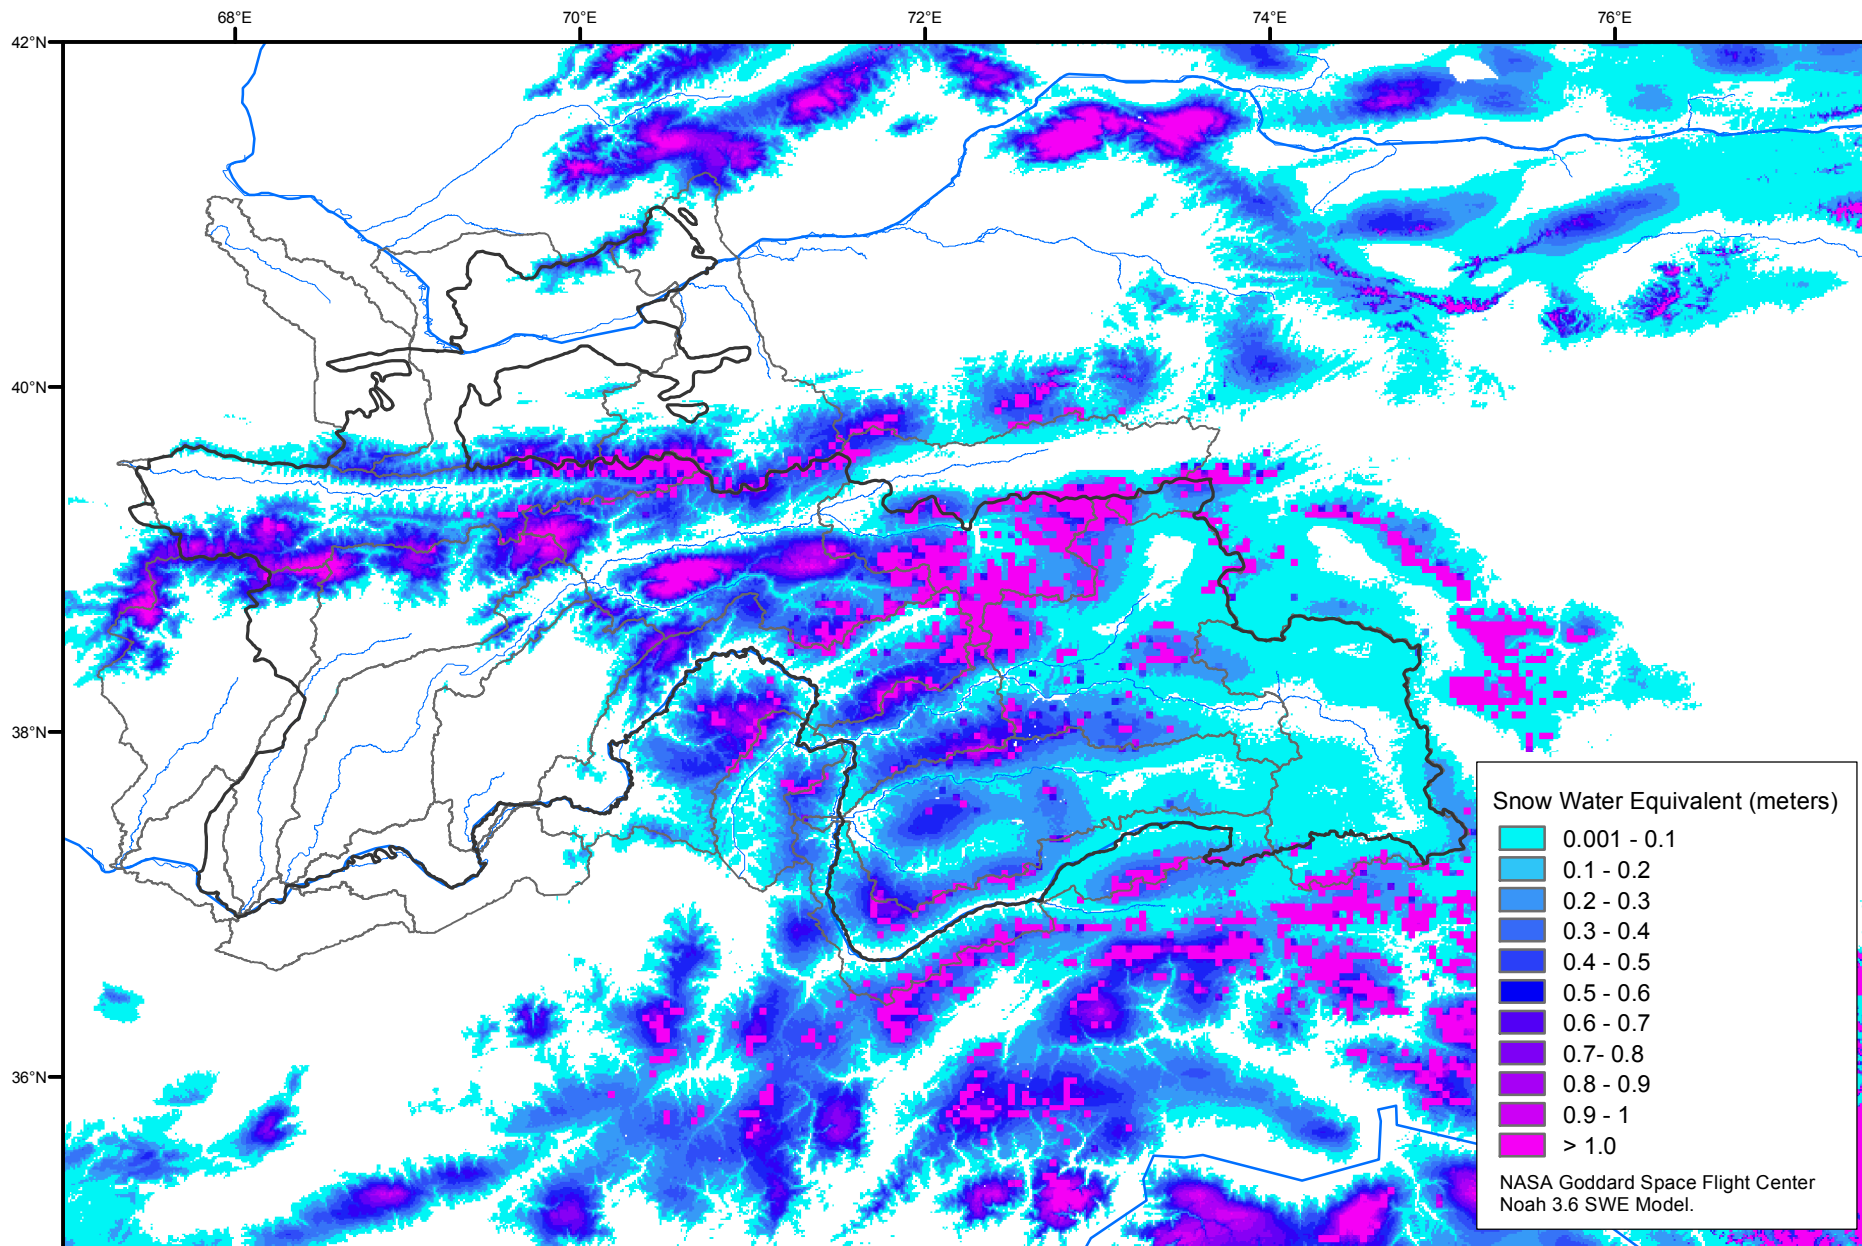 68°E 70°E 72°E 74°E 76°E
42°N
40°N
38°N
36°N
Snow Water Equivalent (meters)
0.001 - 0.1
0.1 - 0.2
0.2 - 0.3
0.3 - 0.4
0.4 - 0.5
0.5 - 0.6
0.6 - 0.7
0.7- 0.8
0.8 - 0.9
0.9 - 1
> 1.0
NASA Goddard Space Flight Center
Noah 3.6 SWE Model.